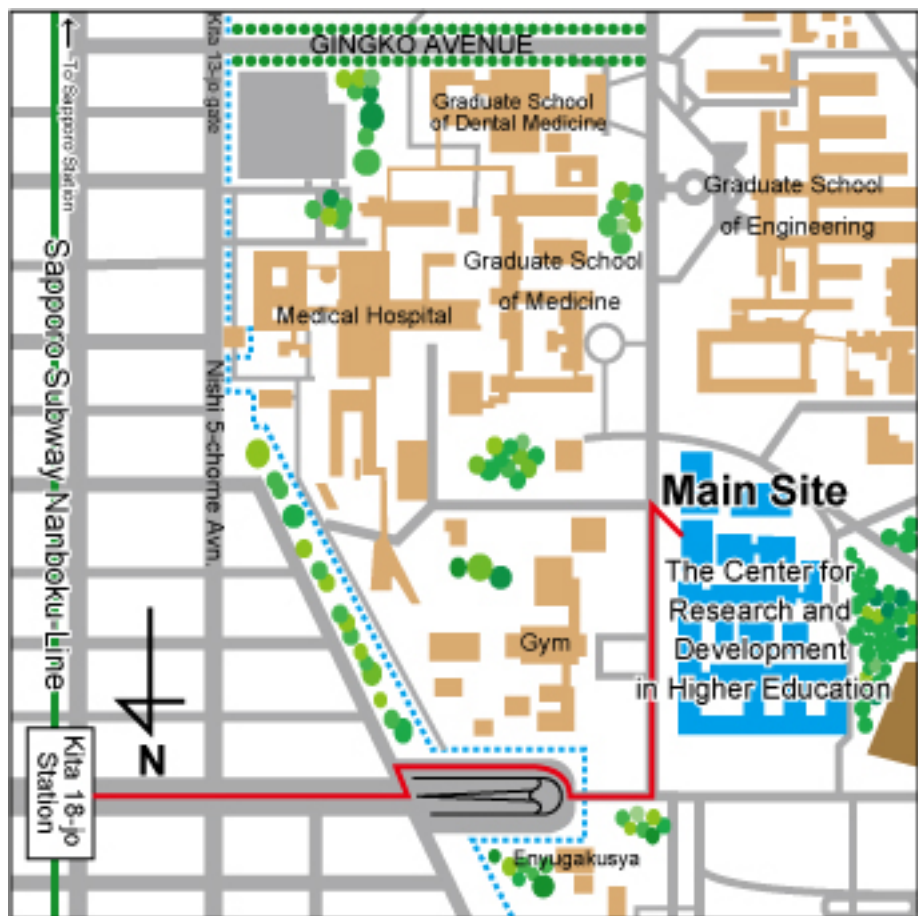 GINGKO AVENUE
← To Sapporo Station
Kita 13-jo gate
Graduate School
of Dental Medicine
Graduate School
of Engineering
Graduate School
of Medicine
Medical Hospital
Sapporo Subway Nanboku Line
Nishi 5-chome Avn.
Main Site
The Center for
Research and
Development
in Higher Education
Gym
N
Kita 18-jo
Station
Enyugakusya